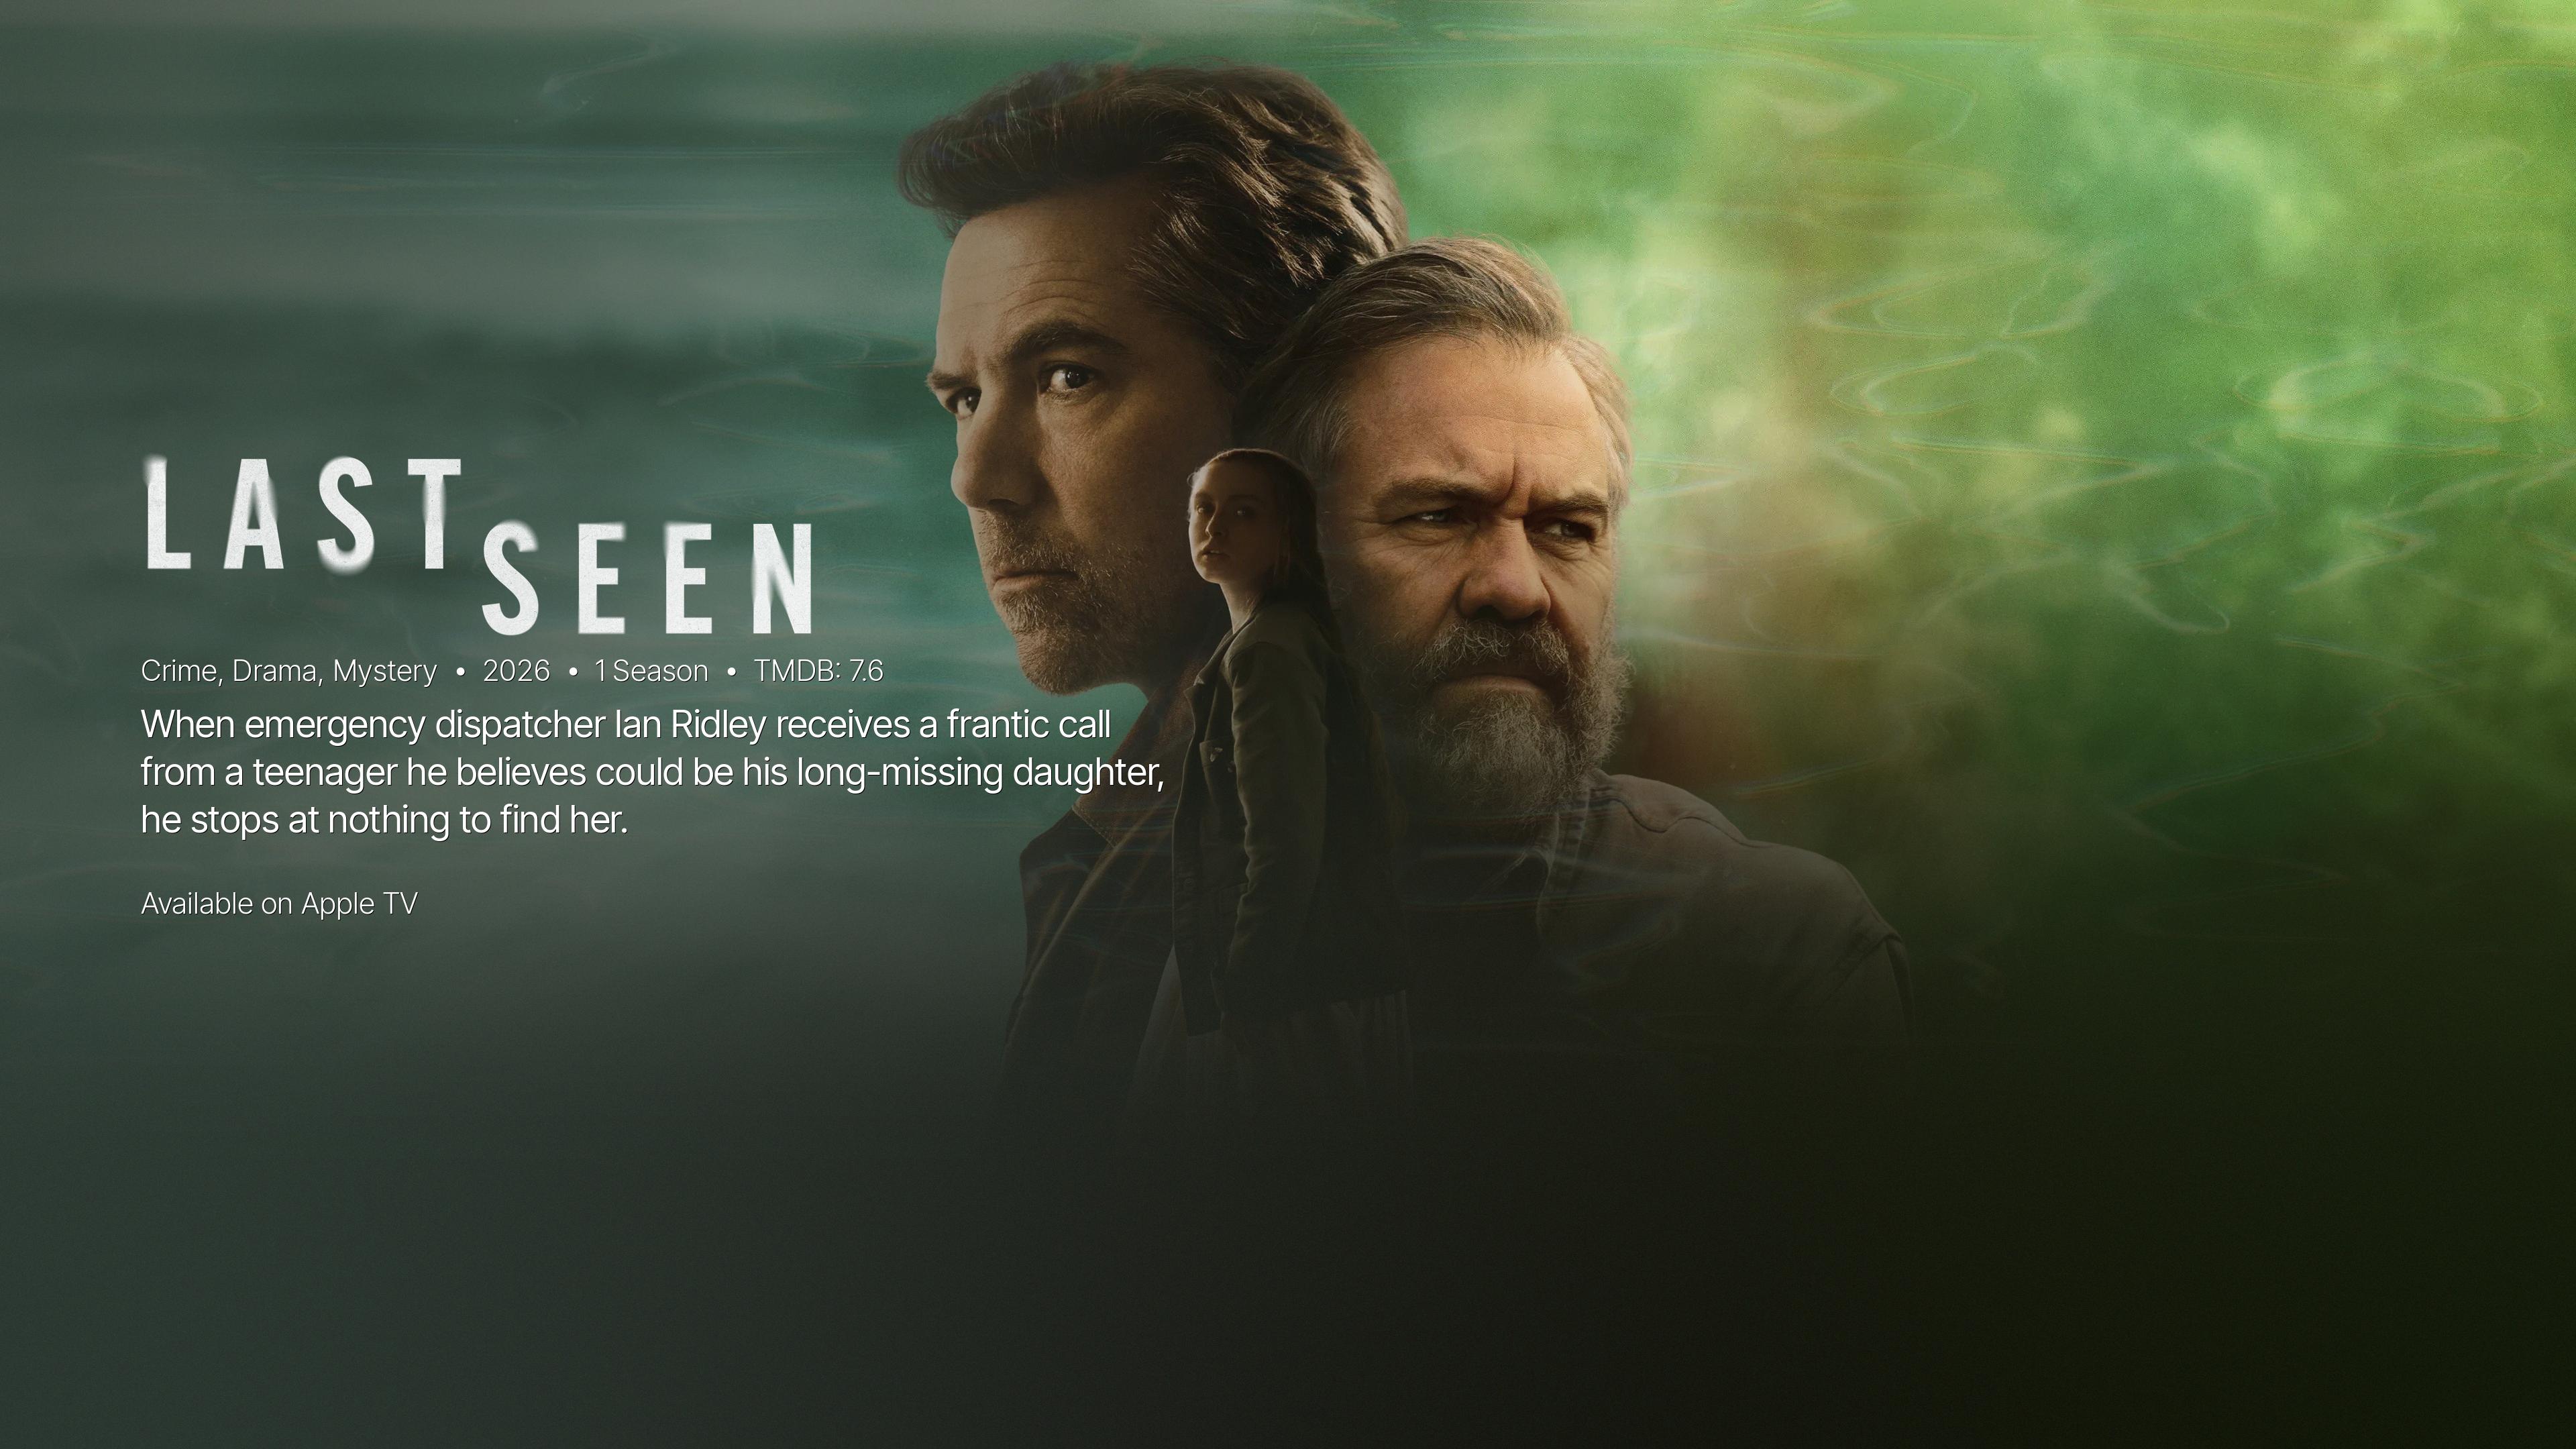 LAST SEEN
Crime, Drama, Mystery • 2026 • 1 Season • TMDB: 7.6
When emergency dispatcher Ian Ridley receives a frantic call
from a teenager he believes could be his long-missing daughter,
he stops at nothing to find her.
Available on Apple TV